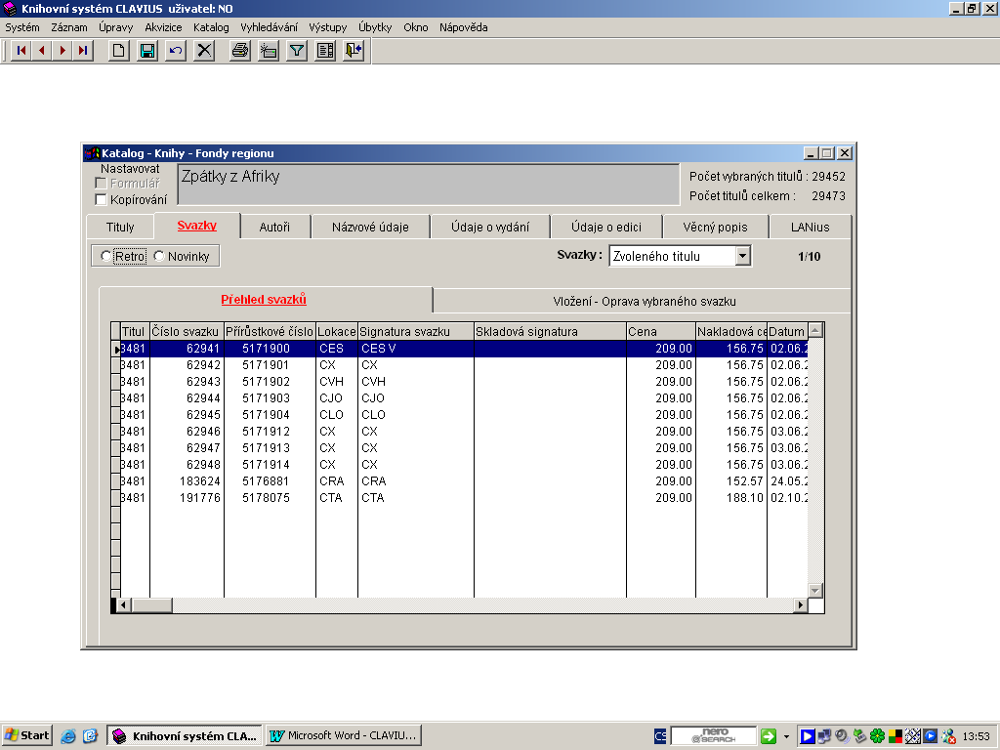 Knihovní systém CLAVIUS uživatel: NO
Systém Záznam Úpravy Akvizice Katalog Vyhledávání Výstupy Úbytky Okno Nápověda
Katalog - Knihy - Fondy regionu
Nastavovat
Formulář
Kopírování
Zpátky z Afriky
Počet vybraných titulů : 29452
Počet titulů celkem : 29473
Tituly Svazky Autoři Názvové údaje Údaje o vydání Údaje o edici Věcný popis LANius
Retro Novinky Svazky : Zvoleného titulu 1/10
Přehled svazků Vložení - Oprava vybraného svazku
Titul Číslo svazku Přírůstkové číslo Lokace Signatura svazku Skladová signatura Cena Nakladová ce Datum
3481 62941 5171900 CES CES V 209.00 156.75 02.06.2
3481 62942 5171901 CX CX 209.00 156.75 02.06.2
3481 62943 5171902 CVH CVH 209.00 156.75 02.06.2
3481 62944 5171903 CJO CJO 209.00 156.75 02.06.2
3481 62945 5171904 CLO CLO 209.00 156.75 02.06.2
3481 62946 5171912 CX CX 209.00 156.75 03.06.2
3481 62947 5171913 CX CX 209.00 156.75 03.06.2
3481 62948 5171914 CX CX 209.00 156.75 03.06.2
3481 183624 5176881 CRA CRA 209.00 152.57 24.05.2
3481 191776 5178075 CTA CTA 209.00 188.10 02.10.2
Start Knihovní systém CLA... Microsoft Word - CLAVIU... CS nero SEARCH 13:53